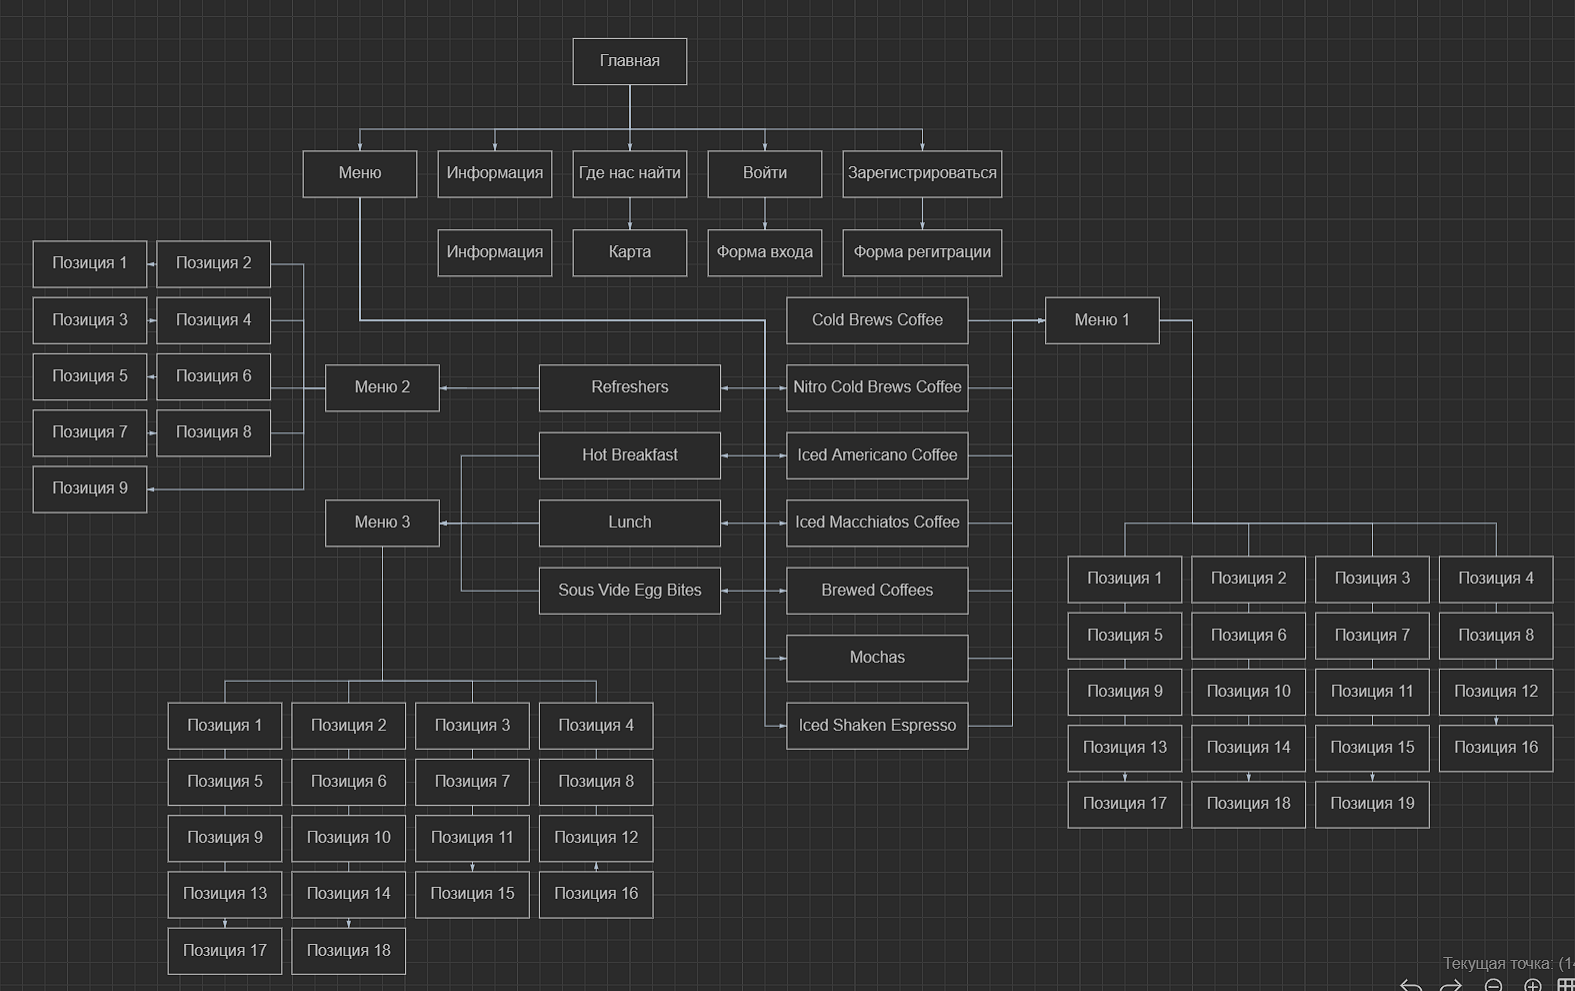 Главная
Меню
Информация
Где нас найти
Войти
Зарегистрироваться
Информация
Карта
Форма входа
Форма регитрации
Позиция 1
Позиция 2
Позиция 3
Позиция 4
Позиция 5
Позиция 6
Позиция 7
Позиция 8
Позиция 9
Меню 2
Меню 3
Refreshers
Hot Breakfast
Lunch
Sous Vide Egg Bites
Cold Brews Coffee
Nitro Cold Brews Coffee
Iced Americano Coffee
Iced Macchiatos Coffee
Brewed Coffees
Mochas
Iced Shaken Espresso
Меню 1
Позиция 1
Позиция 2
Позиция 3
Позиция 4
Позиция 5
Позиция 6
Позиция 7
Позиция 8
Позиция 9
Позиция 10
Позиция 11
Позиция 12
Позиция 13
Позиция 14
Позиция 15
Позиция 16
Позиция 17
Позиция 18
Позиция 19
Позиция 1
Позиция 2
Позиция 3
Позиция 4
Позиция 5
Позиция 6
Позиция 7
Позиция 8
Позиция 9
Позиция 10
Позиция 11
Позиция 12
Позиция 13
Позиция 14
Позиция 15
Позиция 16
Позиция 17
Позиция 18
Текущая точка: